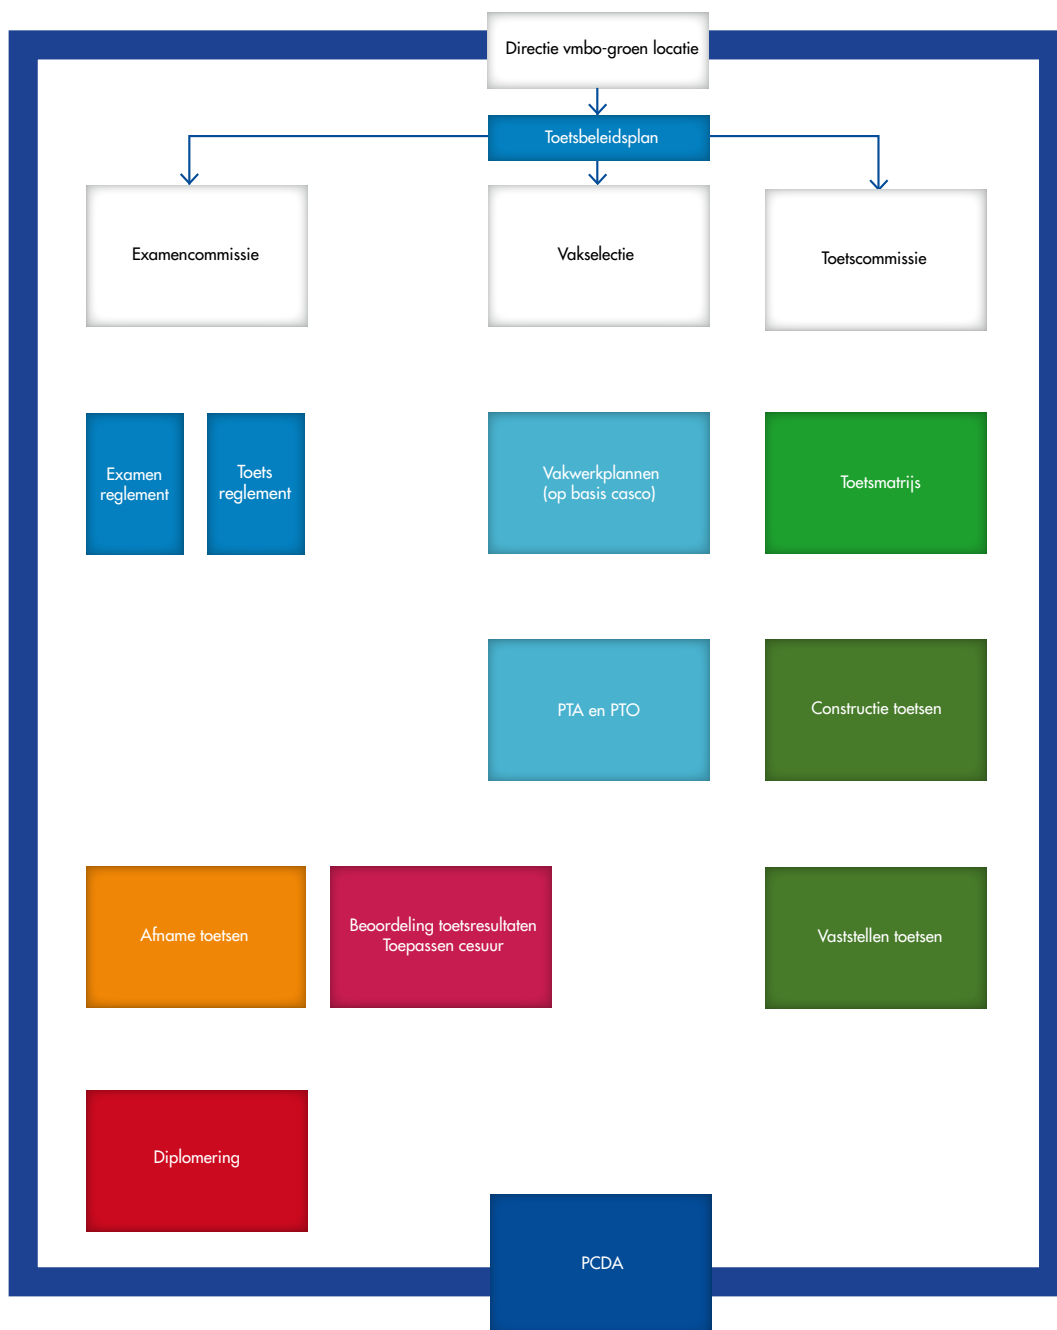 Directie vmbo-groen locatie
Toetsbeleidsplan
Examencommissie
Vakselectie
Toetscommissie
Examen
reglement
Toets
reglement
Vakwerkplannen
(op basis casco)
Toetsmatrijs
PTA en PTO
Constructie toetsen
Afname toetsen
Beoordeling toetsresultaten
Toepassen cesuur
Vaststellen toetsen
Diplomering
PCDA